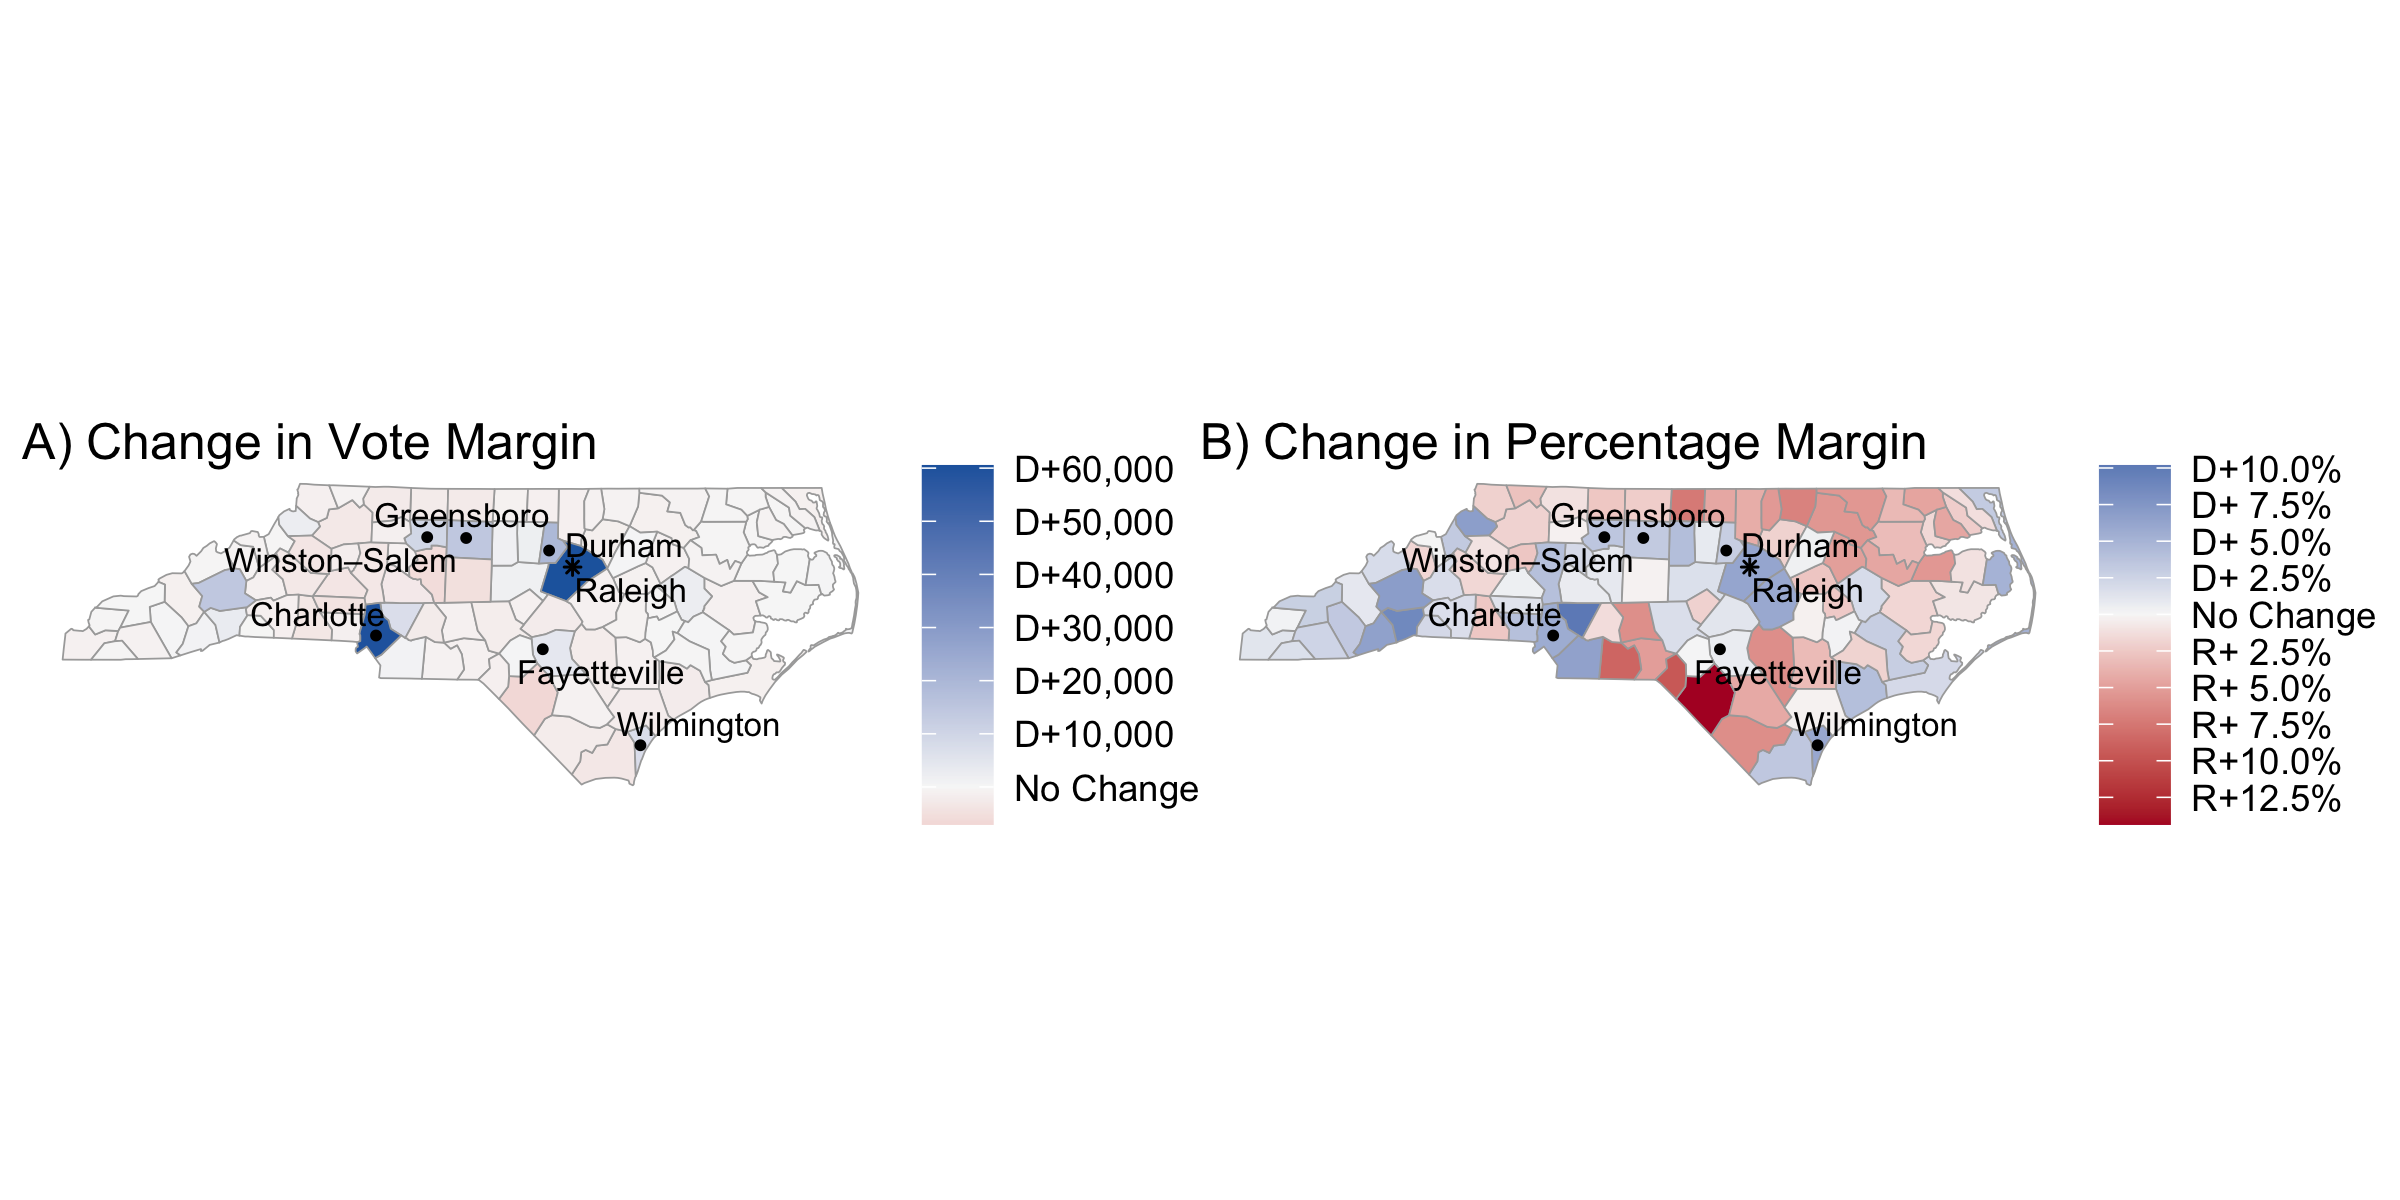 A) Change in Vote Margin
Greensboro
Durham
Winston–Salem
Raleigh
Charlotte
Fayetteville
Wilmington
D+60,000
D+50,000
D+40,000
D+30,000
D+20,000
D+10,000
No Change
B) Change in Percentage Margin
Greensboro
Durham
Winston–Salem
Raleigh
Charlotte
Fayetteville
Wilmington
D+10.0%
D+ 7.5%
D+ 5.0%
D+ 2.5%
No Change
R+ 2.5%
R+ 5.0%
R+ 7.5%
R+10.0%
R+12.5%